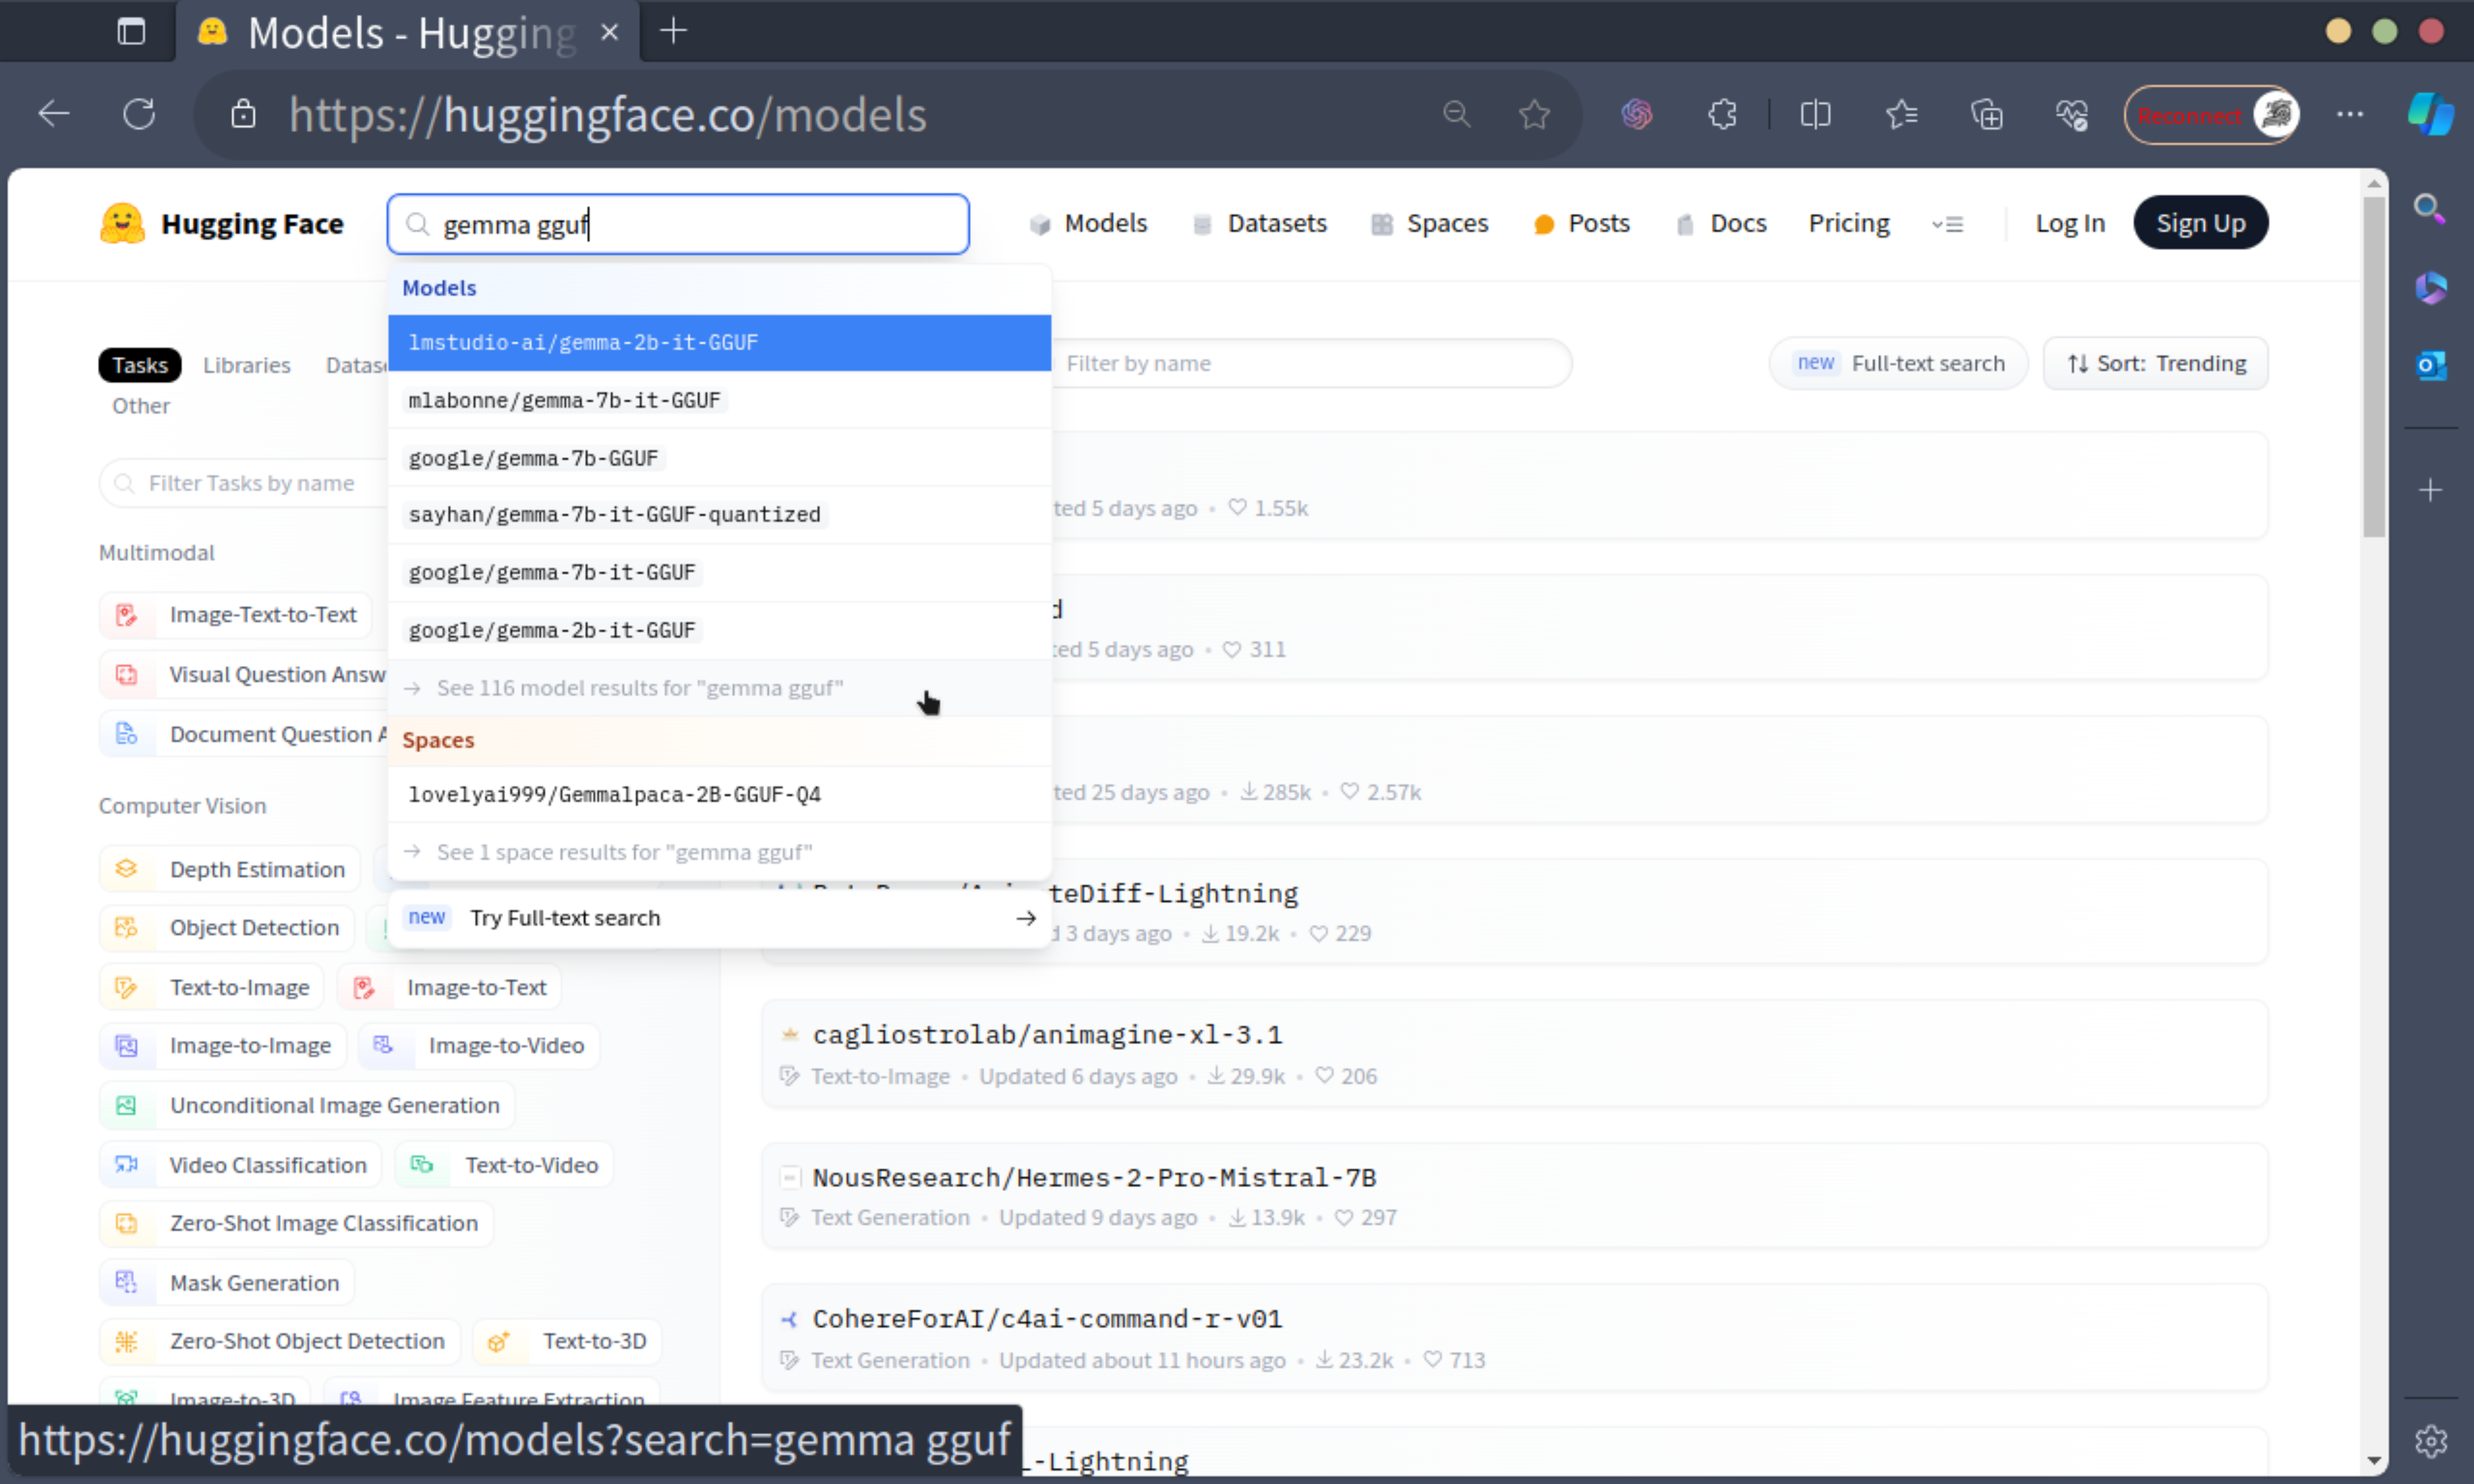 Models - Hugging
https://huggingface.co/models
Reconnect
Hugging Face
gemma gguf
Models
Datasets
Spaces
Posts
Docs
Pricing
Log In
Sign Up
Models
lmstudio-ai/gemma-2b-it-GGUF
mlabonne/gemma-7b-it-GGUF
google/gemma-7b-GGUF
sayhan/gemma-7b-it-GGUF-quantized
google/gemma-7b-it-GGUF
google/gemma-2b-it-GGUF
See 116 model results for "gemma gguf"
Spaces
lovelyai999/Gemmalpaca-2B-GGUF-Q4
See 1 space results for "gemma gguf"
new Try Full-text search
Tasks Libraries
Other
Filter Tasks by name
Multimodal
Image-Text-to-Text
Visual Question Answ
Document Question A
Computer Vision
Depth Estimation
Object Detection
Text-to-Image Image-to-Text
Image-to-Image Image-to-Video
Unconditional Image Generation
Video Classification Text-to-Video
Zero-Shot Image Classification
Mask Generation
Zero-Shot Object Detection Text-to-3D
Image-to-3D Image Feature Extraction
Filter by name
new Full-text search
Sort: Trending
ted 5 days ago • 1.55k
d
ted 5 days ago • 311
ted 25 days ago • 285k • 2.57k
teDiff-Lightning
d 3 days ago • 19.2k • 229
cagliostrolab/animagine-xl-3.1
Text-to-Image • Updated 6 days ago • 29.9k • 206
NousResearch/Hermes-2-Pro-Mistral-7B
Text Generation • Updated 9 days ago • 13.9k • 297
CohereForAI/c4ai-command-r-v01
Text Generation • Updated about 11 hours ago • 23.2k • 713
-Lightning
https://huggingface.co/models?search=gemma gguf